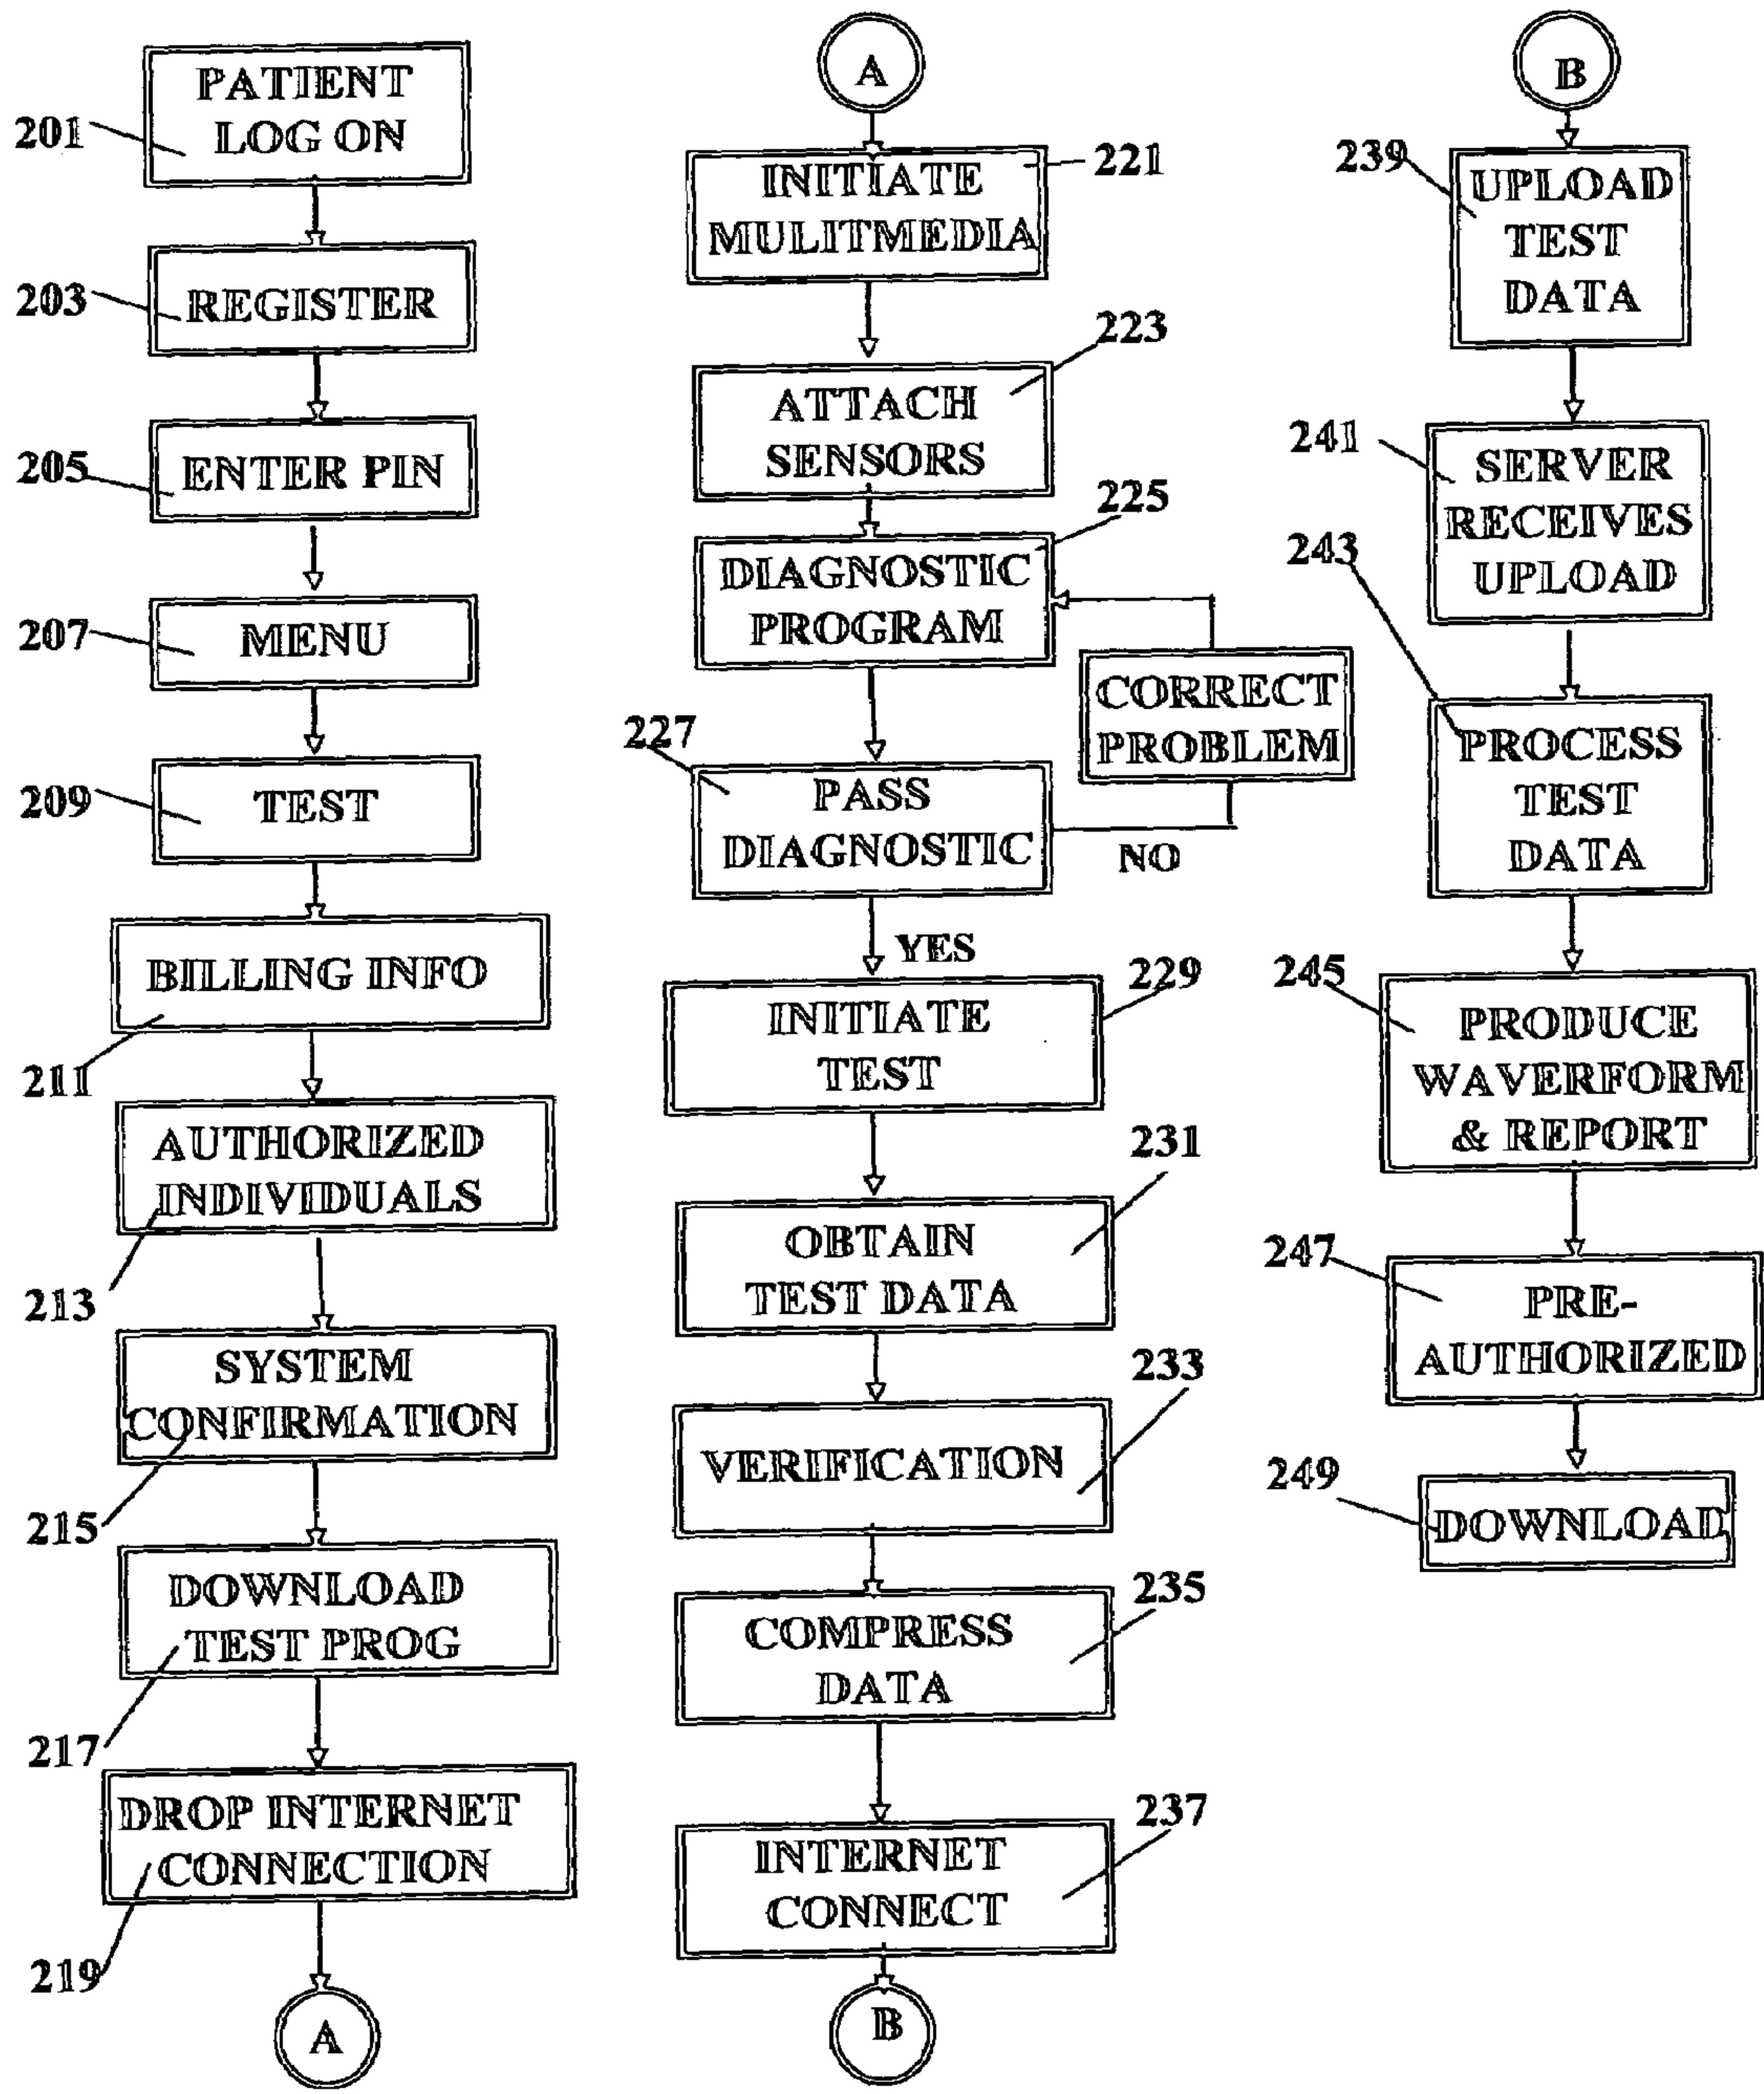 PATIENT
LOG ON
201
REGISTER
203
ENTER PIN
205
MENU
207
TEST
209
BILLING INFO
211
AUTHORIZED
INDIVIDUALS
213
SYSTEM
CONFIRMATION
215
DOWNLOAD
TEST PROG
217
DROP INTERNET
CONNECTION
219
A
A
INITIATE
MULITMEDIA
221
ATTACH
SENSORS
223
DIAGNOSTIC
PROGRAM
225
CORRECT
PROBLEM
PASS
DIAGNOSTIC
227
NO
YES
INITIATE
TEST
229
OBTAIN
TEST DATA
231
VERIFICATION
233
COMPRESS
DATA
235
INTERNET
CONNECT
237
B
B
UPLOAD
TEST
DATA
239
SERVER
RECEIVES
UPLOAD
241
PROCESS
TEST
DATA
243
PRODUCE
WAVERFORM
& REPORT
245
PRE-
AUTHORIZED
247
DOWNLOAD
249